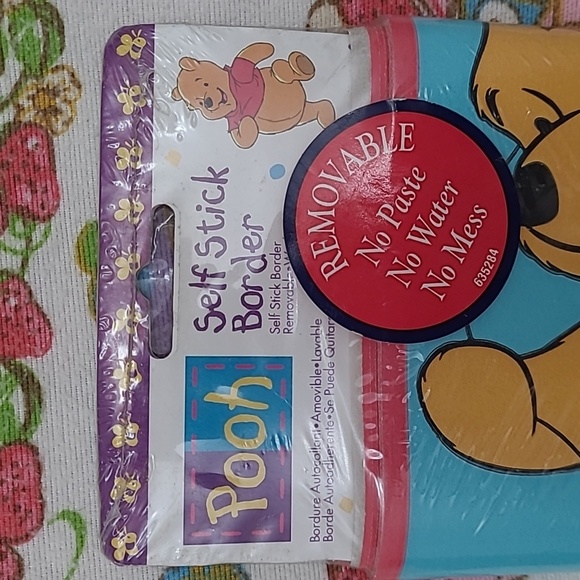 Self Stick
Border
Self Stick Border
Removable
Pooh
Bordure Autocollant•Amovible•Lavable
Borde Autoadherente•Se Puede Quitar
REMOVABLE
No Paste
No Water
No Mess
635284